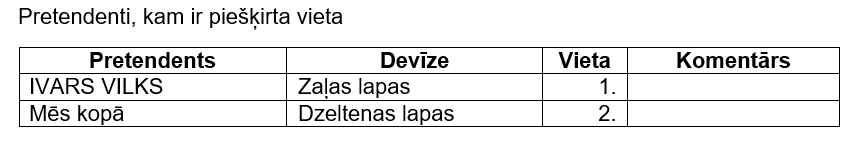 Pretendenti, kam ir piešķirta vieta
Pretendents Devīze Vieta Komentārs
IVARS VILKS Zaļas lapas 1.
Mēs kopā Dzeltenas lapas 2.